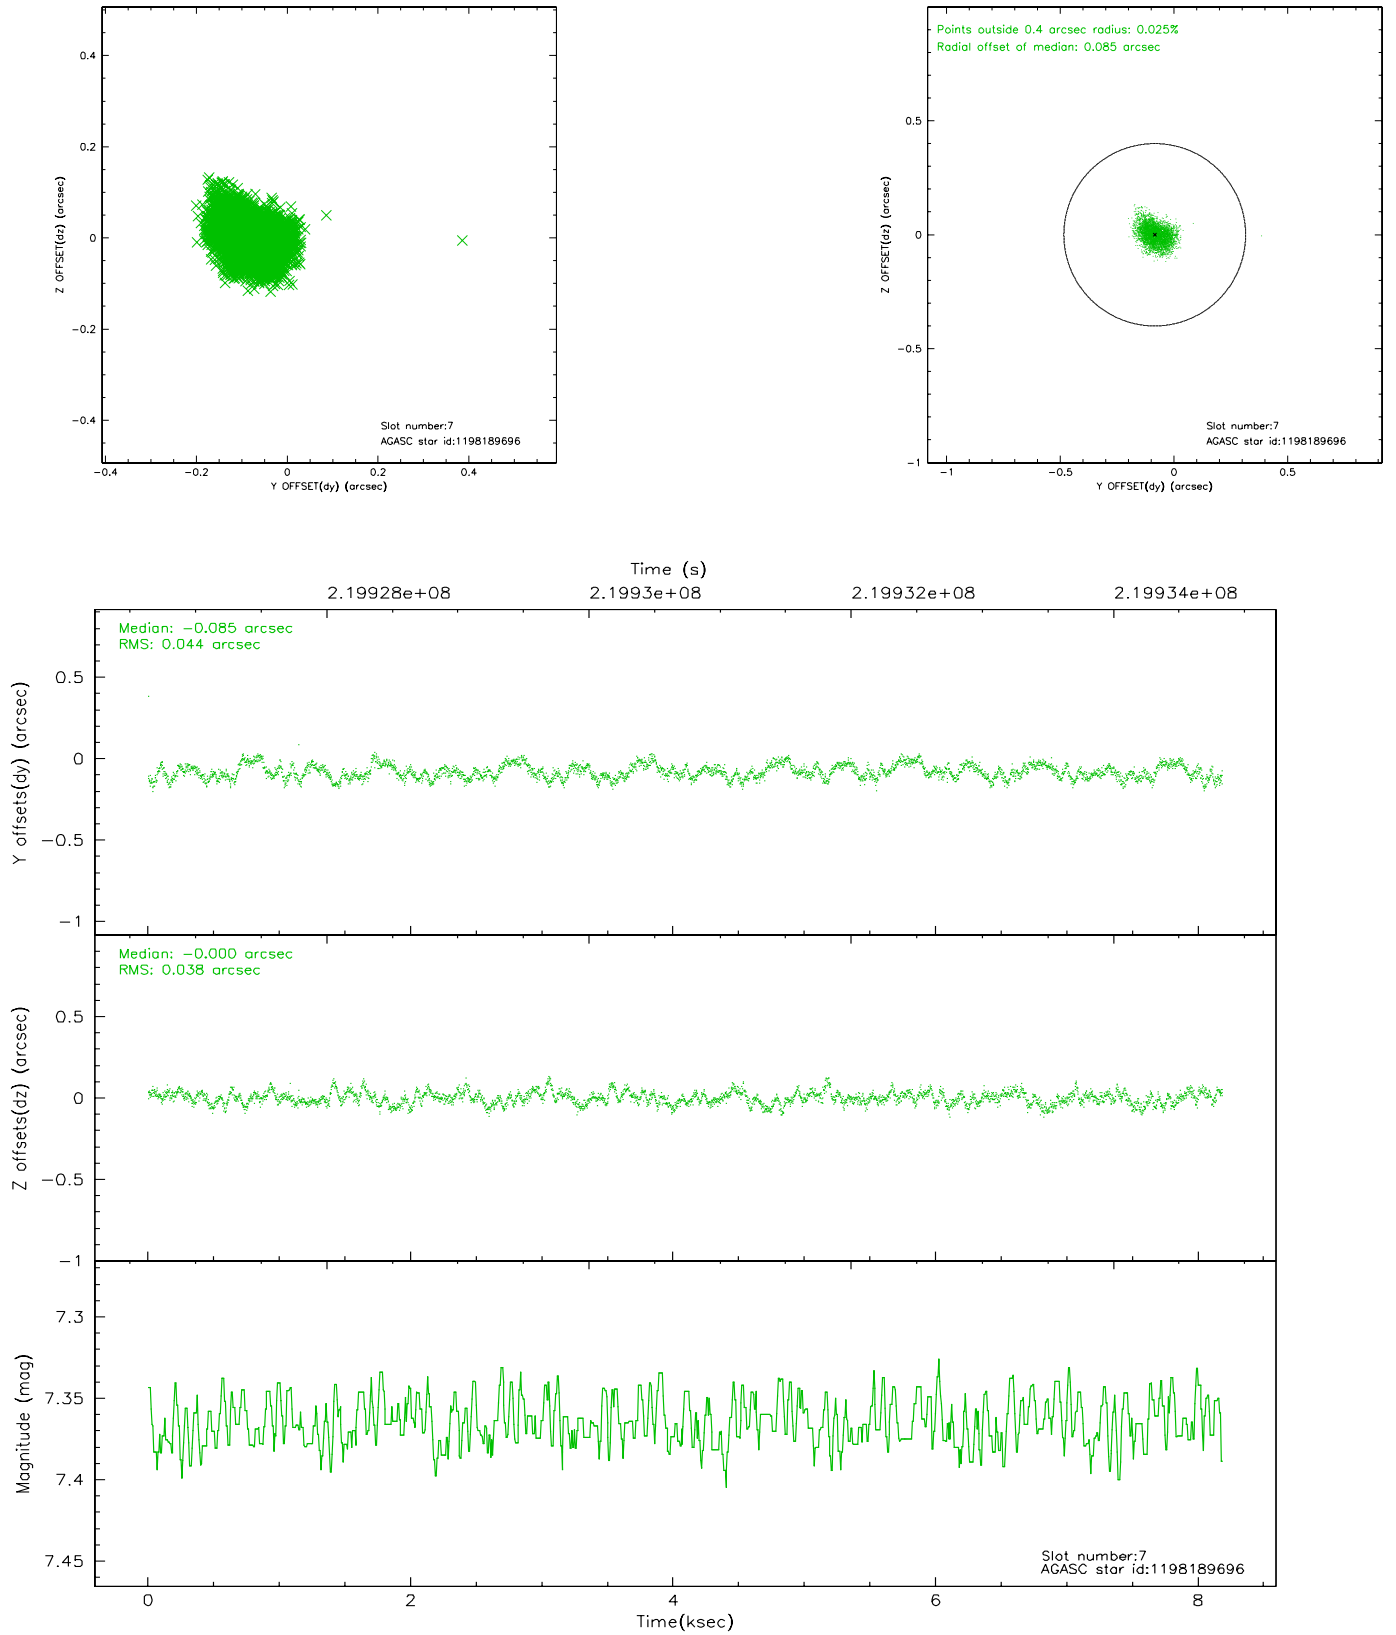 0.4
0.2
0
-0.2
-0.4
Z OFFSET(dz) (arcsec)
Slot number:7
AGASC star id:1198189696
-0.4 -0.2 0 0.2 0.4
Y OFFSET(dy) (arcsec)
Points outside 0.4 arcsec radius: 0.025%
Radial offset of median: 0.085 arcsec
0.5
0
-0.5
-1
Z OFFSET(dz) (arcsec)
Slot number:7
AGASC star id:1198189696
-1 -0.5 0 0.5
Y OFFSET(dy) (arcsec)
Time (s)
2.19928e+08 2.1993e+08 2.19932e+08 2.19934e+08
Median: -0.085 arcsec
RMS: 0.044 arcsec
0.5
0
-0.5
-1
Y offsets(dy) (arcsec)
Median: -0.000 arcsec
RMS: 0.038 arcsec
0.5
0
-0.5
-1
Z offsets(dz) (arcsec)
7.3
7.35
7.4
7.45
Magnitude (mag)
Slot number:7
AGASC star id:1198189696
0 2 4 6 8
Time(ksec)